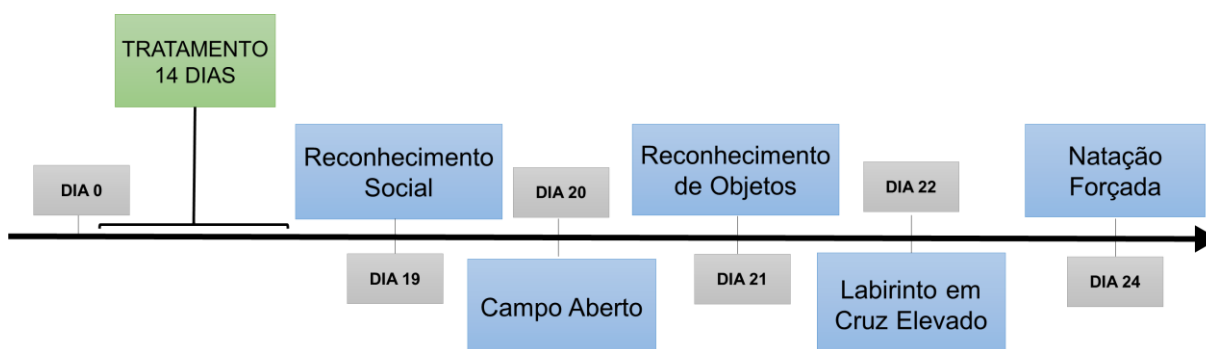 TRATAMENTO
14 DIAS
DIA 0
Reconhecimento
Social
DIA 19
DIA 20
Campo Aberto
Reconhecimento
de Objetos
DIA 21
DIA 22
Labirinto em
Cruz Elevado
Natação
Forçada
DIA 24